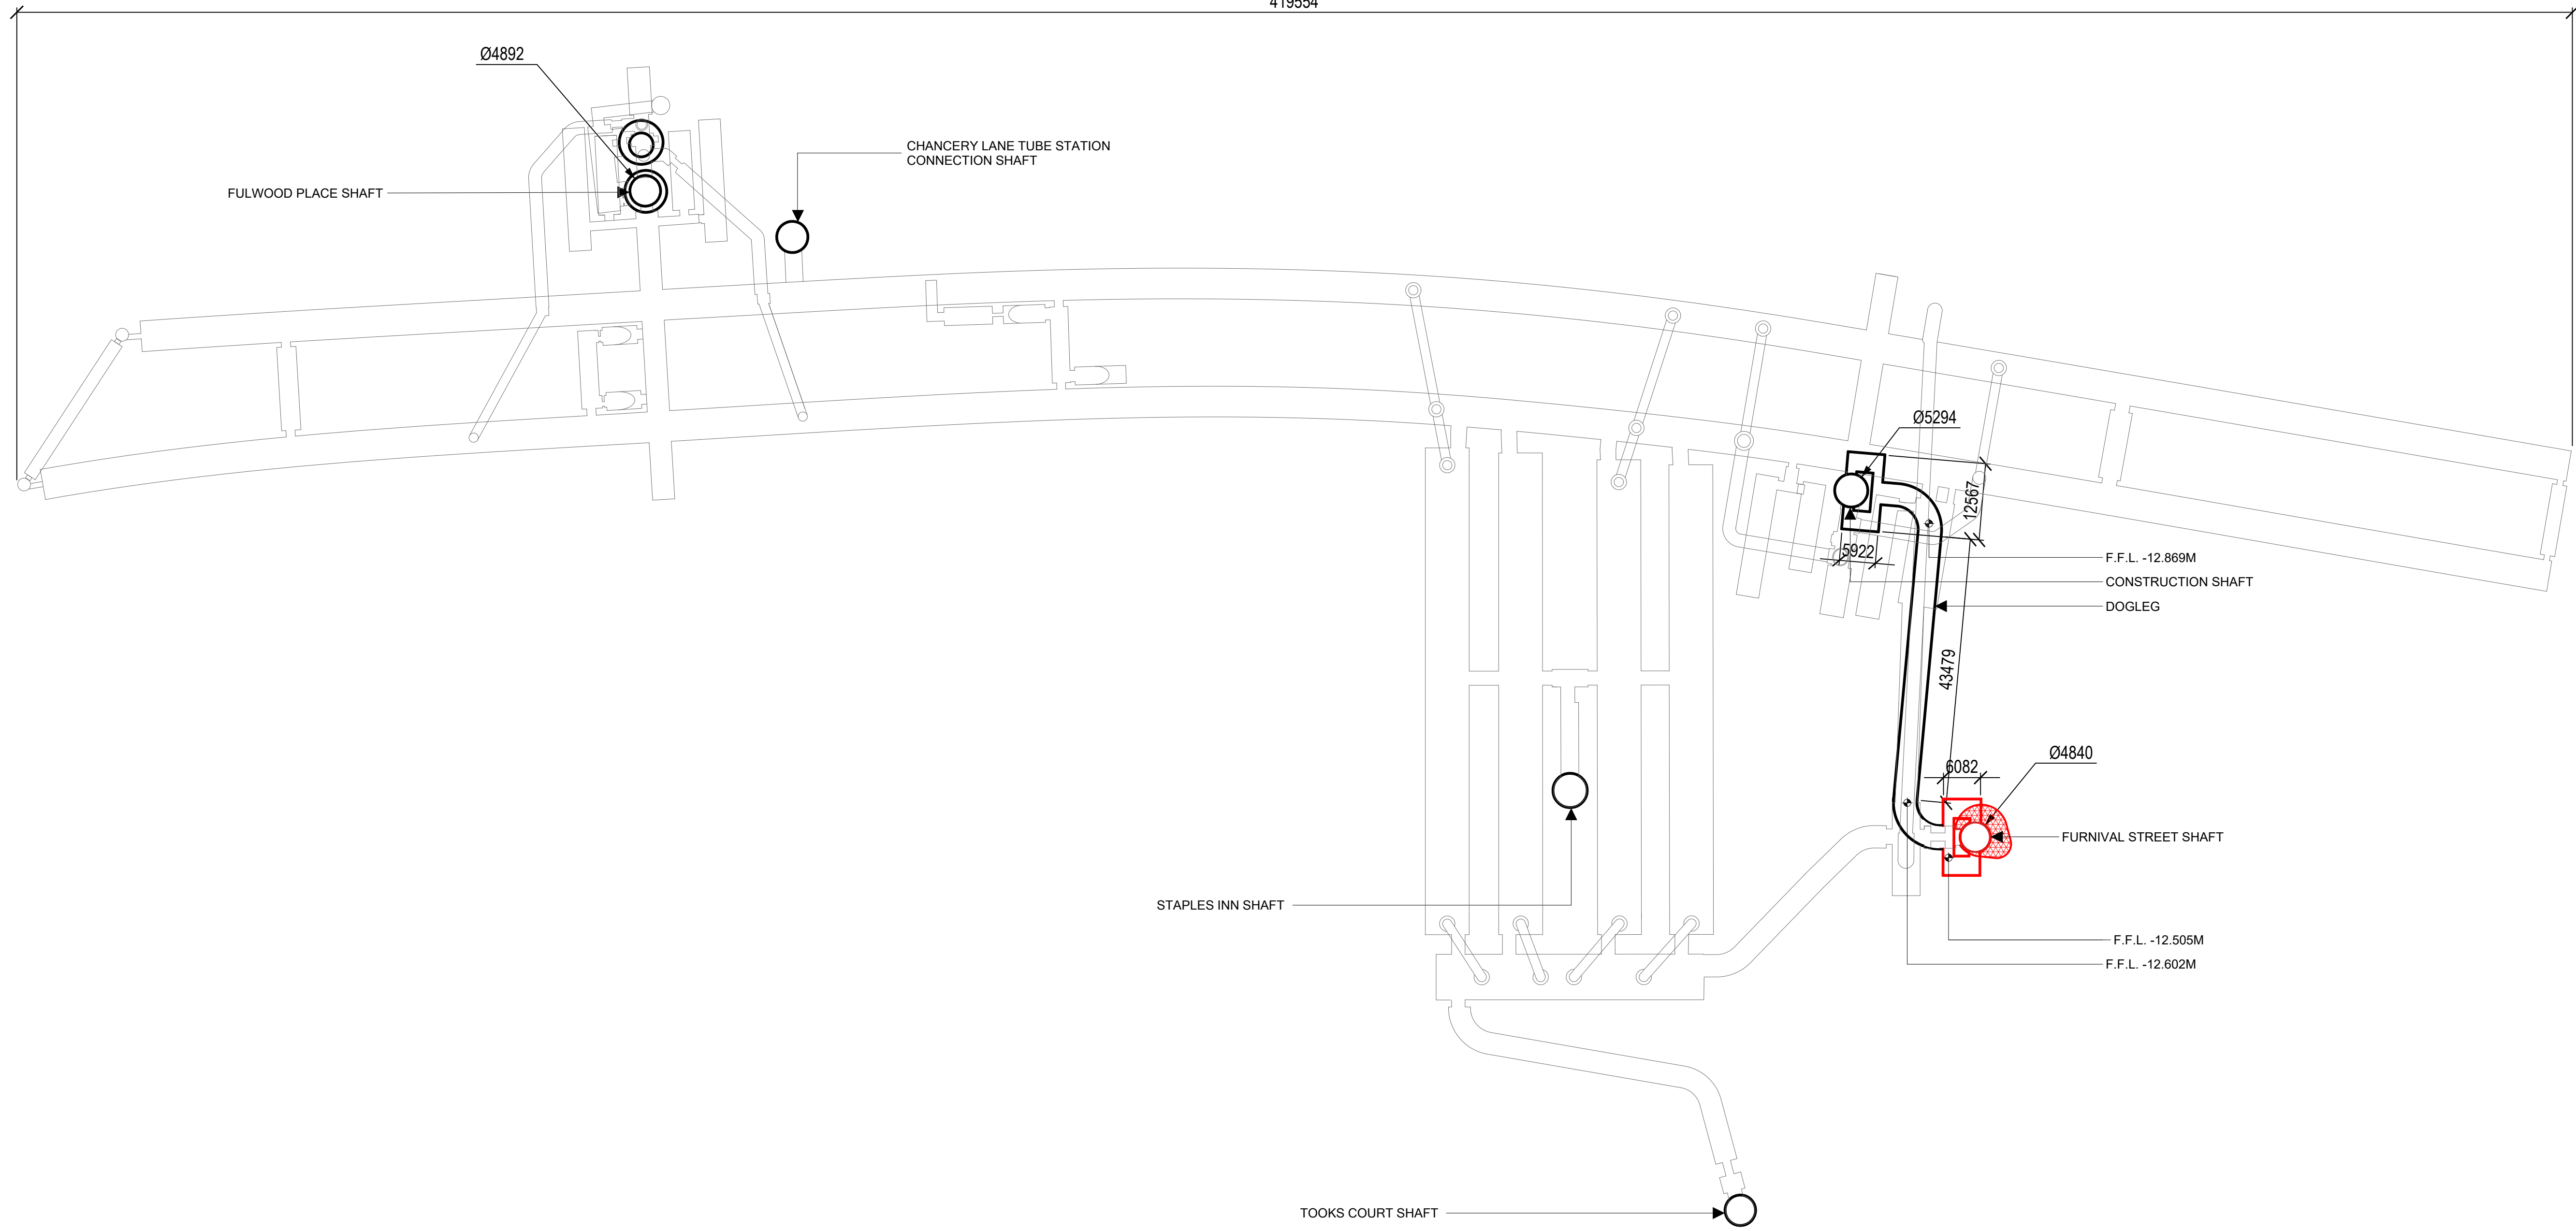 419554
Ø4892
CHANCERY LANE TUBE STATION
CONNECTION SHAFT
FULWOOD PLACE SHAFT
Ø5294
12567
5922
F.F.L. -12.869M
CONSTRUCTION SHAFT
DOGLEG
43479
Ø4840
6082
FURNIVAL STREET SHAFT
STAPLES INN SHAFT
F.F.L. -12.505M
F.F.L. -12.602M
TOOKS COURT SHAFT